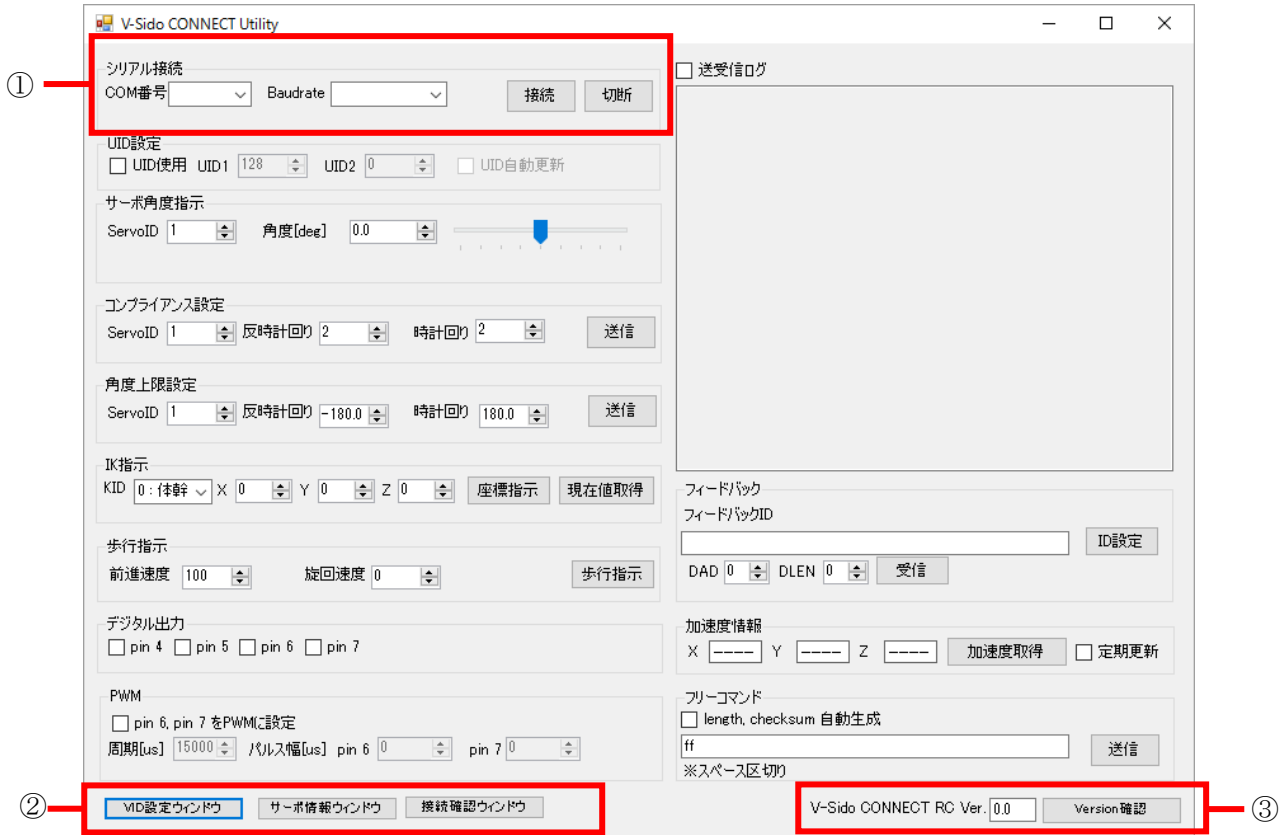 V-Sido CONNECT Utility
①
シリアル接続
COM番号 Baudrate 接続 切断
UID設定
UID使用 UID1 128 UID2 0 UID自動更新
サーボ角度指示
ServoID 1 角度[deg] 0.0
コンプライアンス設定
ServoID 1 反時計回り 2 時計回り 2 送信
角度上限設定
ServoID 1 反時計回り -180.0 時計回り 180.0 送信
IK指示
KID 0:体幹 X 0 Y 0 Z 0 座標指示 現在値取得
歩行指示
前進速度 100 旋回速度 0 歩行指示
デジタル出力
pin 4 pin 5 pin 6 pin 7
PWM
pin 6, pin 7 をPWMに設定
周期[us] 15000 パルス幅[us] pin 6 0 pin 7 0
②
VID設定ウィンドウ サーボ情報ウィンドウ 接続確認ウィンドウ
送受信ログ
フィードバック
フィードバックID
ID設定
DAD 0 DLEN 0 受信
加速度情報
X ---- Y ---- Z ---- 加速度取得 定期更新
フリーコマンド
length, checksum 自動生成
ff 送信
※スペース区切り
V-Sido CONNECT RC Ver. 0.0 Version確認
③